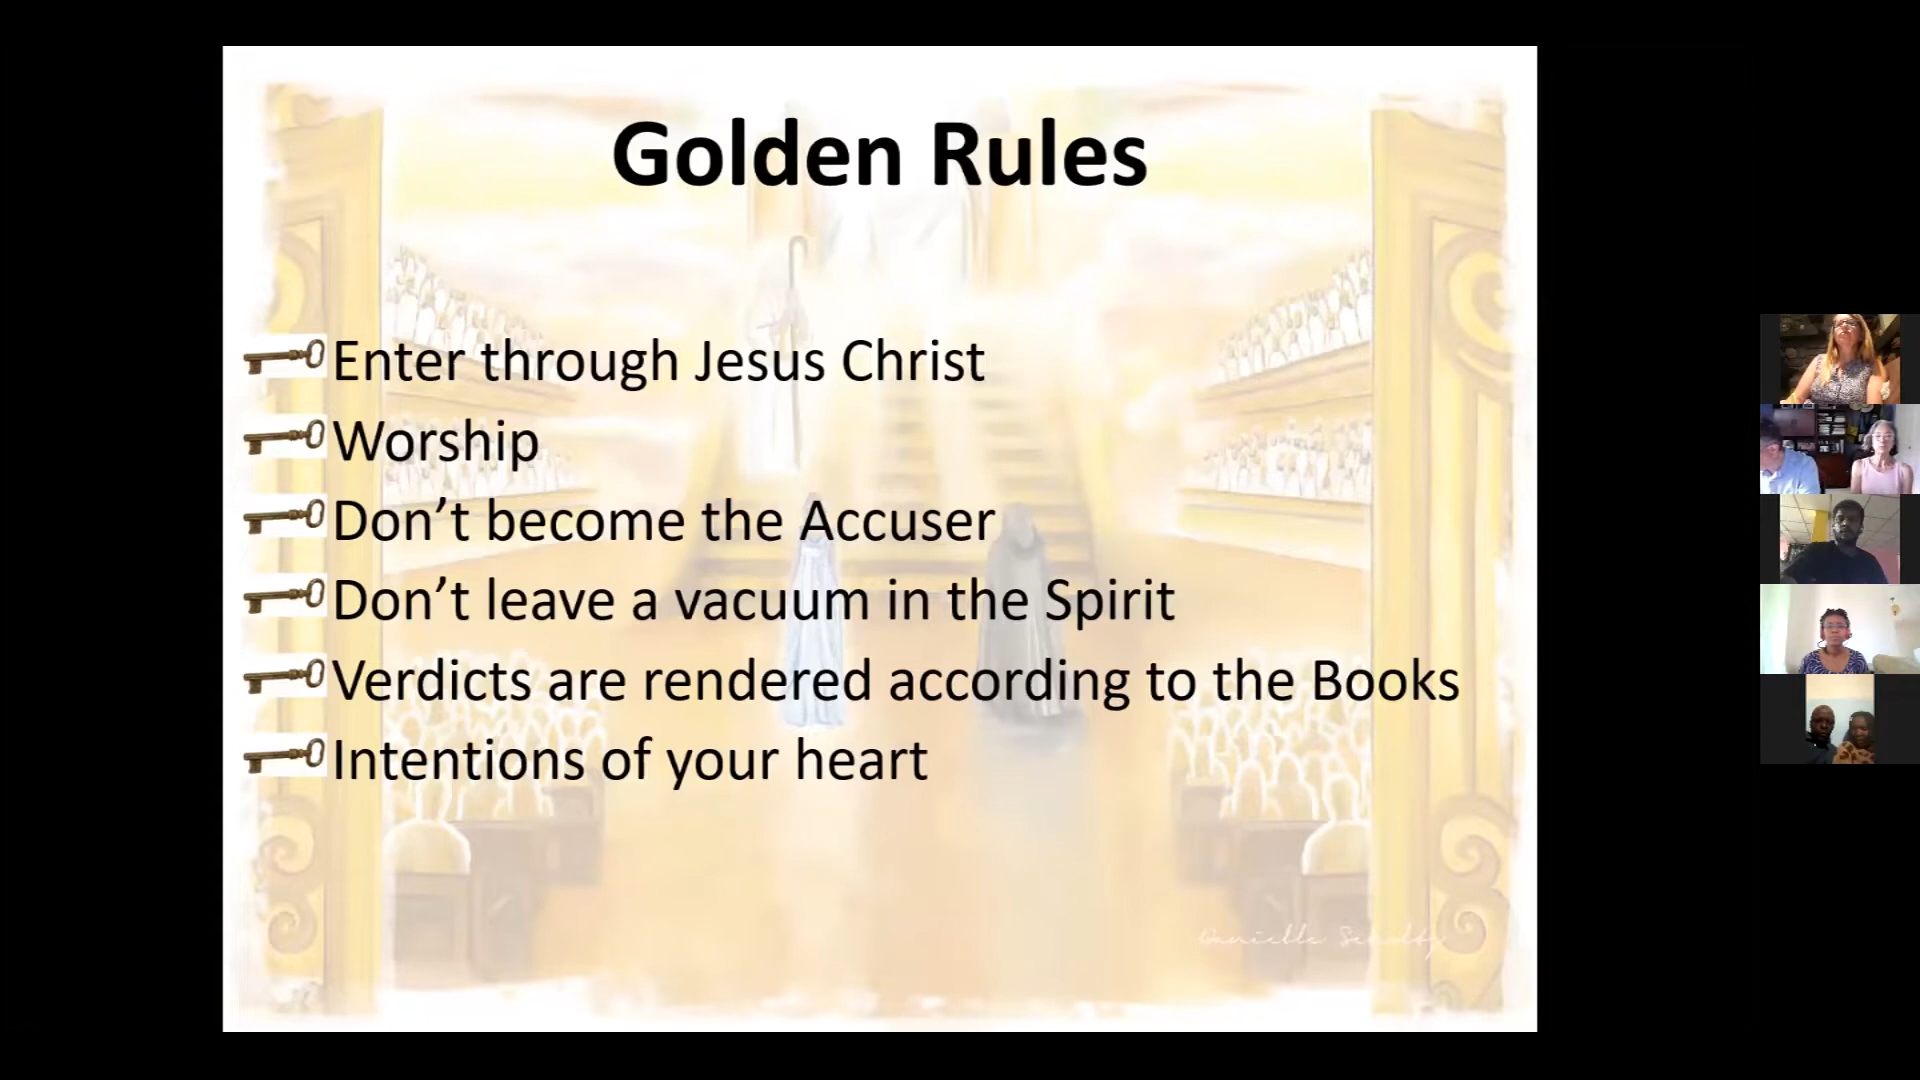 Golden Rules
Enter through Jesus Christ
Worship
Don’t become the Accuser
Don’t leave a vacuum in the Spirit
Verdicts are rendered according to the Books
Intentions of your heart
Danielle